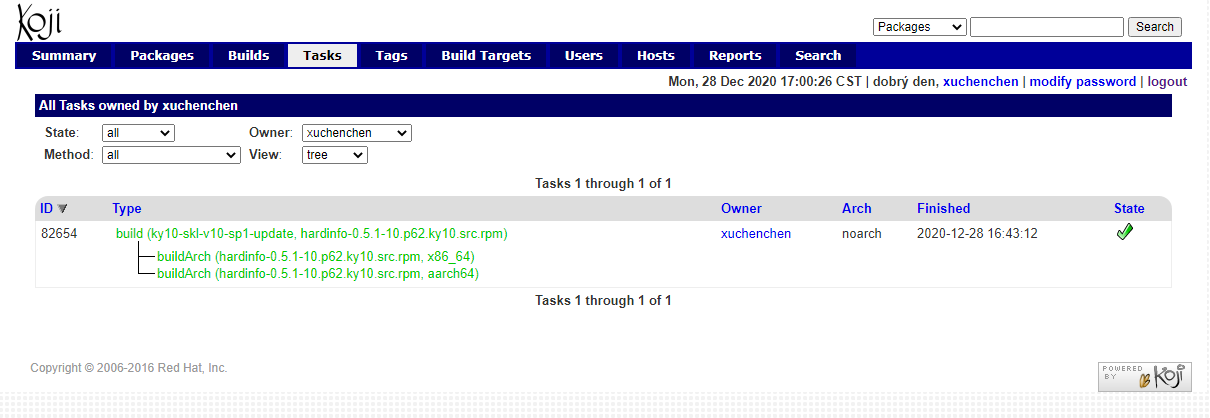 Koji
Packages Search
Summary Packages Builds Tasks Tags Build Targets Users Hosts Reports Search
Mon, 28 Dec 2020 17:00:26 CST | dobrý den, xuchenchen | modify password | logout
All Tasks owned by xuchenchen
State: all Owner: xuchenchen
Method: all View: tree
Tasks 1 through 1 of 1
ID Type Owner Arch Finished State
82654 build (ky10-skl-v10-sp1-update, hardinfo-0.5.1-10.p62.ky10.src.rpm) xuchenchen noarch 2020-12-28 16:43:12
buildArch (hardinfo-0.5.1-10.p62.ky10.src.rpm, x86_64)
buildArch (hardinfo-0.5.1-10.p62.ky10.src.rpm, aarch64)
Tasks 1 through 1 of 1
Copyright © 2006-2016 Red Hat, Inc.
POWERED BY Koji